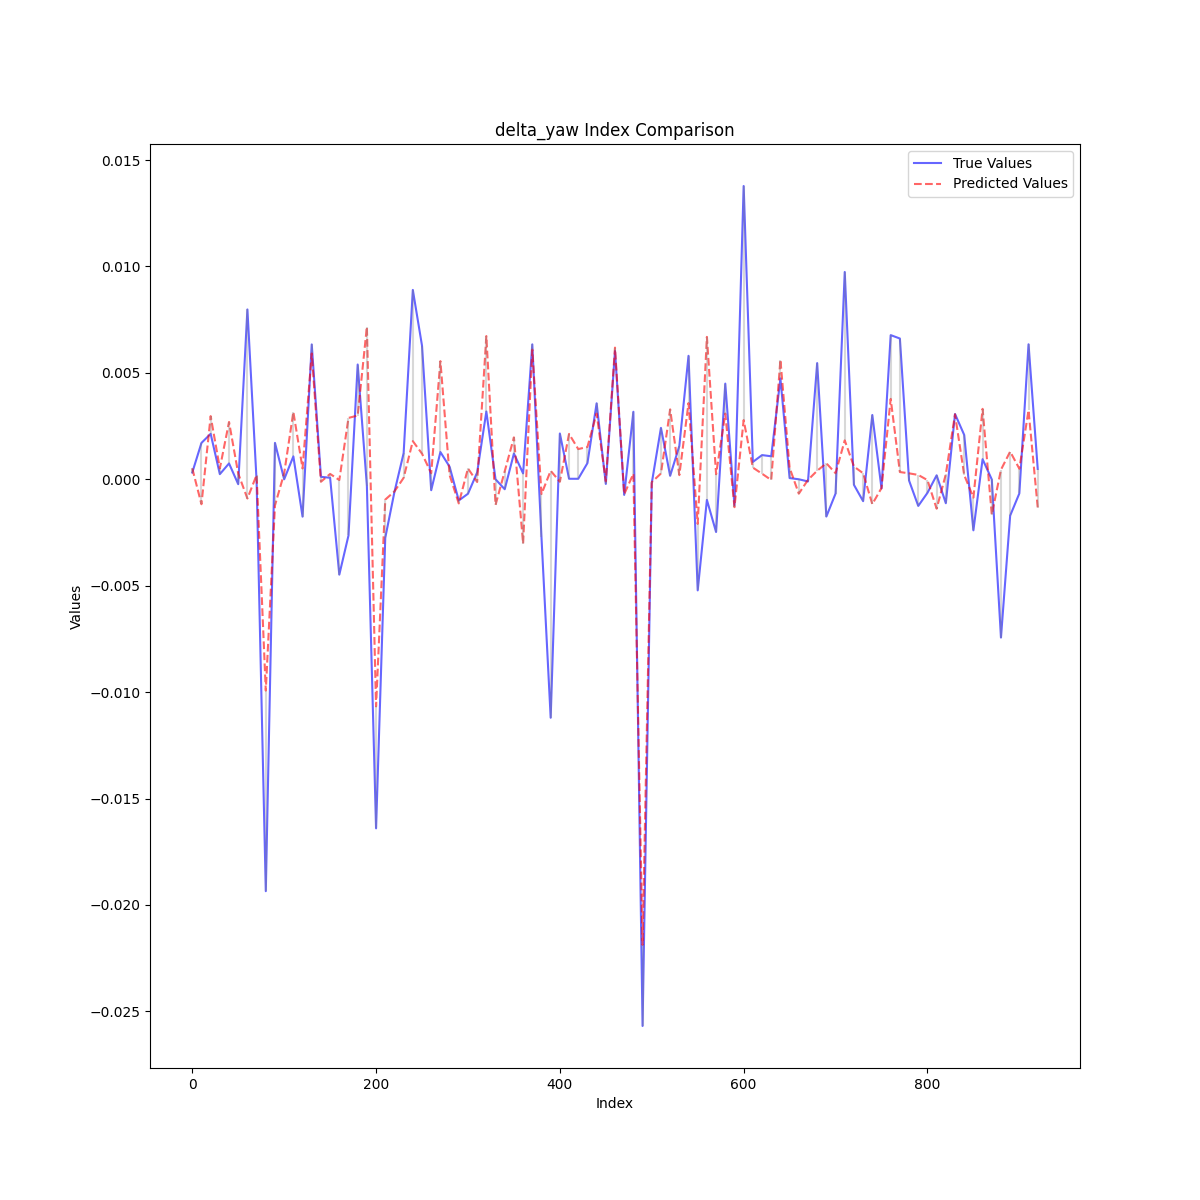 delta_yaw Index Comparison
True Values
Predicted Values
0.015
0.010
0.005
0.000
−0.005
−0.010
−0.015
−0.020
−0.025
Values
0 200 400 600 800
Index